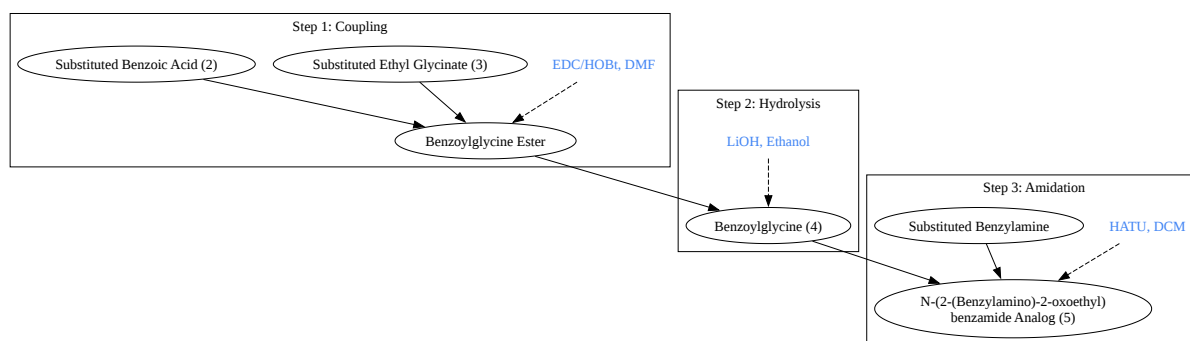 Step 1: Coupling
Substituted Benzoic Acid (2)
Substituted Ethyl Glycinate (3)
EDC/HOBt, DMF
Benzoylglycine Ester
Step 2: Hydrolysis
LiOH, Ethanol
Benzoylglycine (4)
Step 3: Amidation
Substituted Benzylamine
HATU, DCM
N-(2-(Benzylamino)-2-oxoethyl)
benzamide Analog (5)